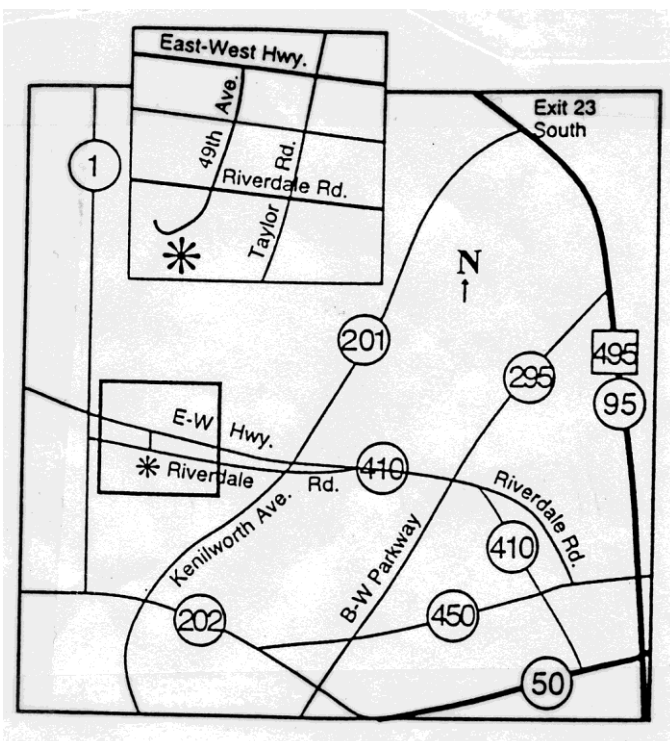 East-West Hwy.
49th Ave.
Taylor Rd.
Riverdale Rd.
Exit 23
South
1
N
201
295
495
95
E-W Hwy.
Riverdale Rd.
410
Riverdale Rd.
Kenilworth Ave.
B-W Parkway
410
202
450
50